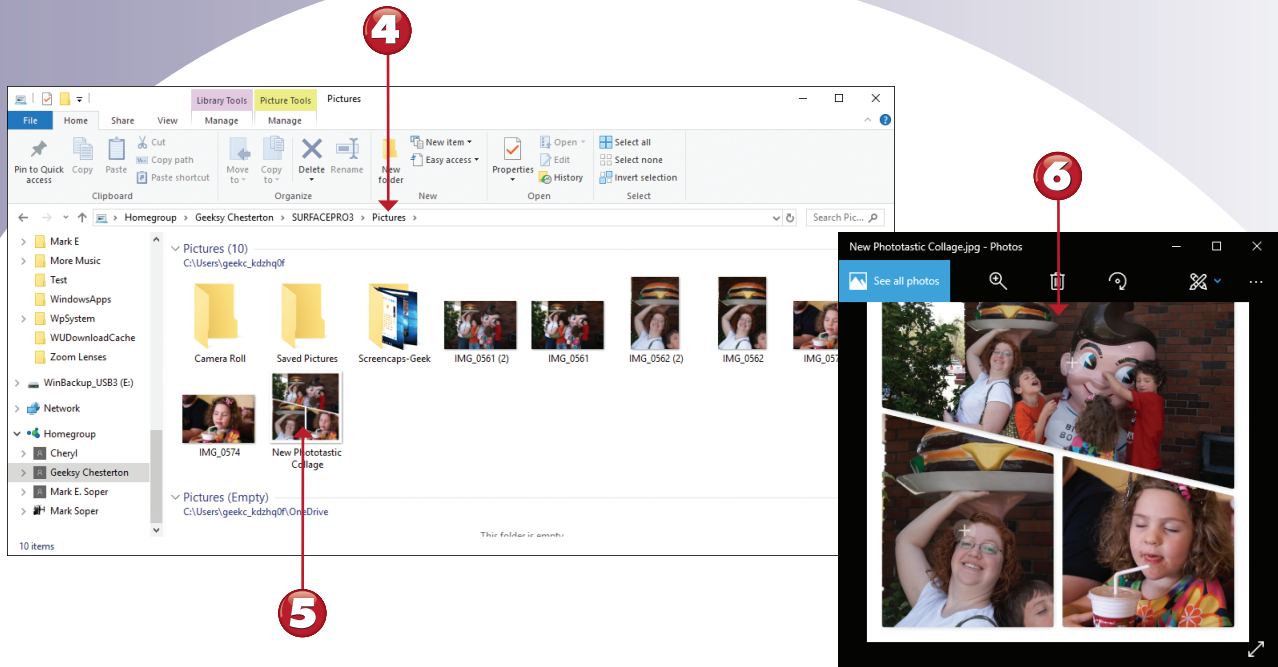 4
Library Tools Picture Tools Pictures
File Home Share View Manage Manage
Pin to Quick access
Copy
Paste
Cut
Copy path
Paste shortcut
Clipboard
Move to
Copy to
Delete
Rename
Organize
New folder
New item
Easy access
New
Properties
Open
Edit
History
Open
Select all
Select none
Invert selection
Select
Homegroup Geeksy Chesterton SURFACEPRO3 Pictures
Search Pic...
Mark E
More Music
Test
WindowsApps
WpSystem
WUDownloadCache
Zoom Lenses
WinBackup_USB3 (E:)
Network
Homegroup
Cheryl
Geeksy Chesterton
Mark E. Soper
Mark Soper
10 items
Pictures (10)
C:\Users\geekc_kdzhq0f
Camera Roll
Saved Pictures
Screencaps-Geek
IMG_0561 (2)
IMG_0561
IMG_0562 (2)
IMG_0562
IMG_0574
New Phototastic
Collage
Pictures (Empty)
C:\Users\geekc_kdzhq0f\OneDrive
This folder is empty
5
6
New Phototastic Collage.jpg - Photos
See all photos